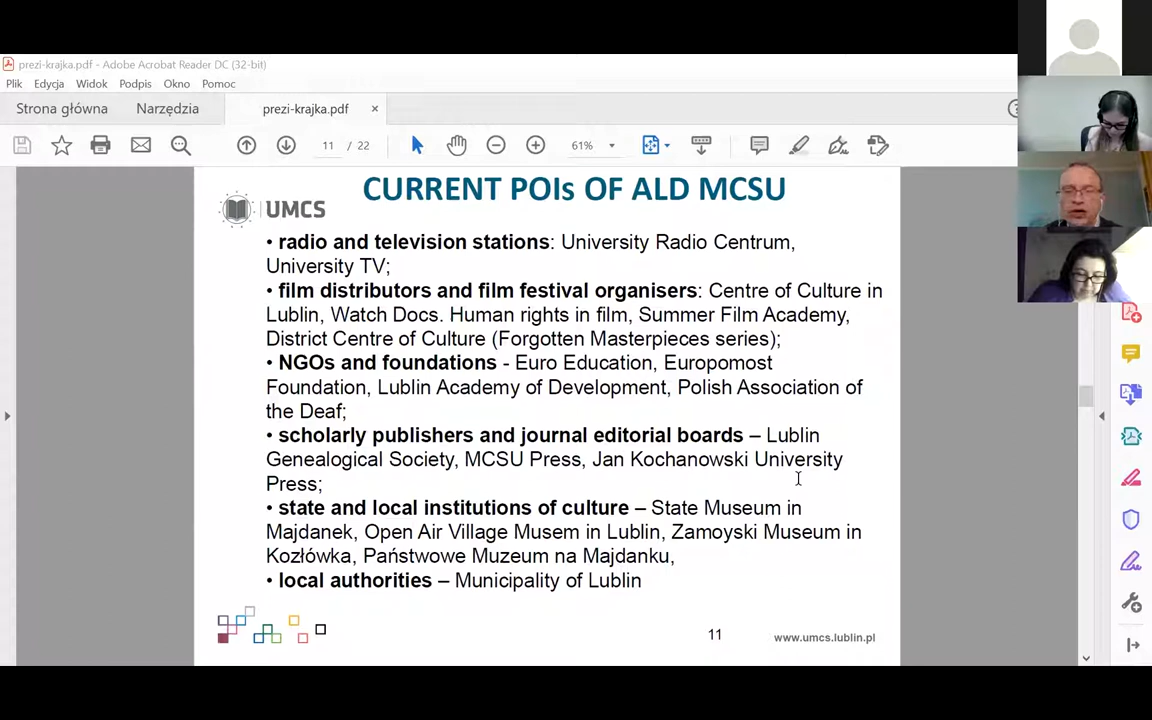 prezi-krajka.pdf - Adobe Acrobat Reader DC (32-bit)
Plik Edycja Widok Podpis Okno Pomoc
Strona główna Narzędzia prezi-krajka.pdf ×
11 / 22 61%
CURRENT POIs OF ALD MCSU
UMCS
• radio and television stations: University Radio Centrum,
University TV;
• film distributors and film festival organisers: Centre of Culture in
Lublin, Watch Docs. Human rights in film, Summer Film Academy,
District Centre of Culture (Forgotten Masterpieces series);
• NGOs and foundations - Euro Education, Europomost
Foundation, Lublin Academy of Development, Polish Association of
the Deaf;
• scholarly publishers and journal editorial boards – Lublin
Genealogical Society, MCSU Press, Jan Kochanowski University
Press;
• state and local institutions of culture – State Museum in
Majdanek, Open Air Village Musem in Lublin, Zamoyski Museum in
Kozłówka, Państwowe Muzeum na Majdanku,
• local authorities – Municipality of Lublin
11
www.umcs.lublin.pl